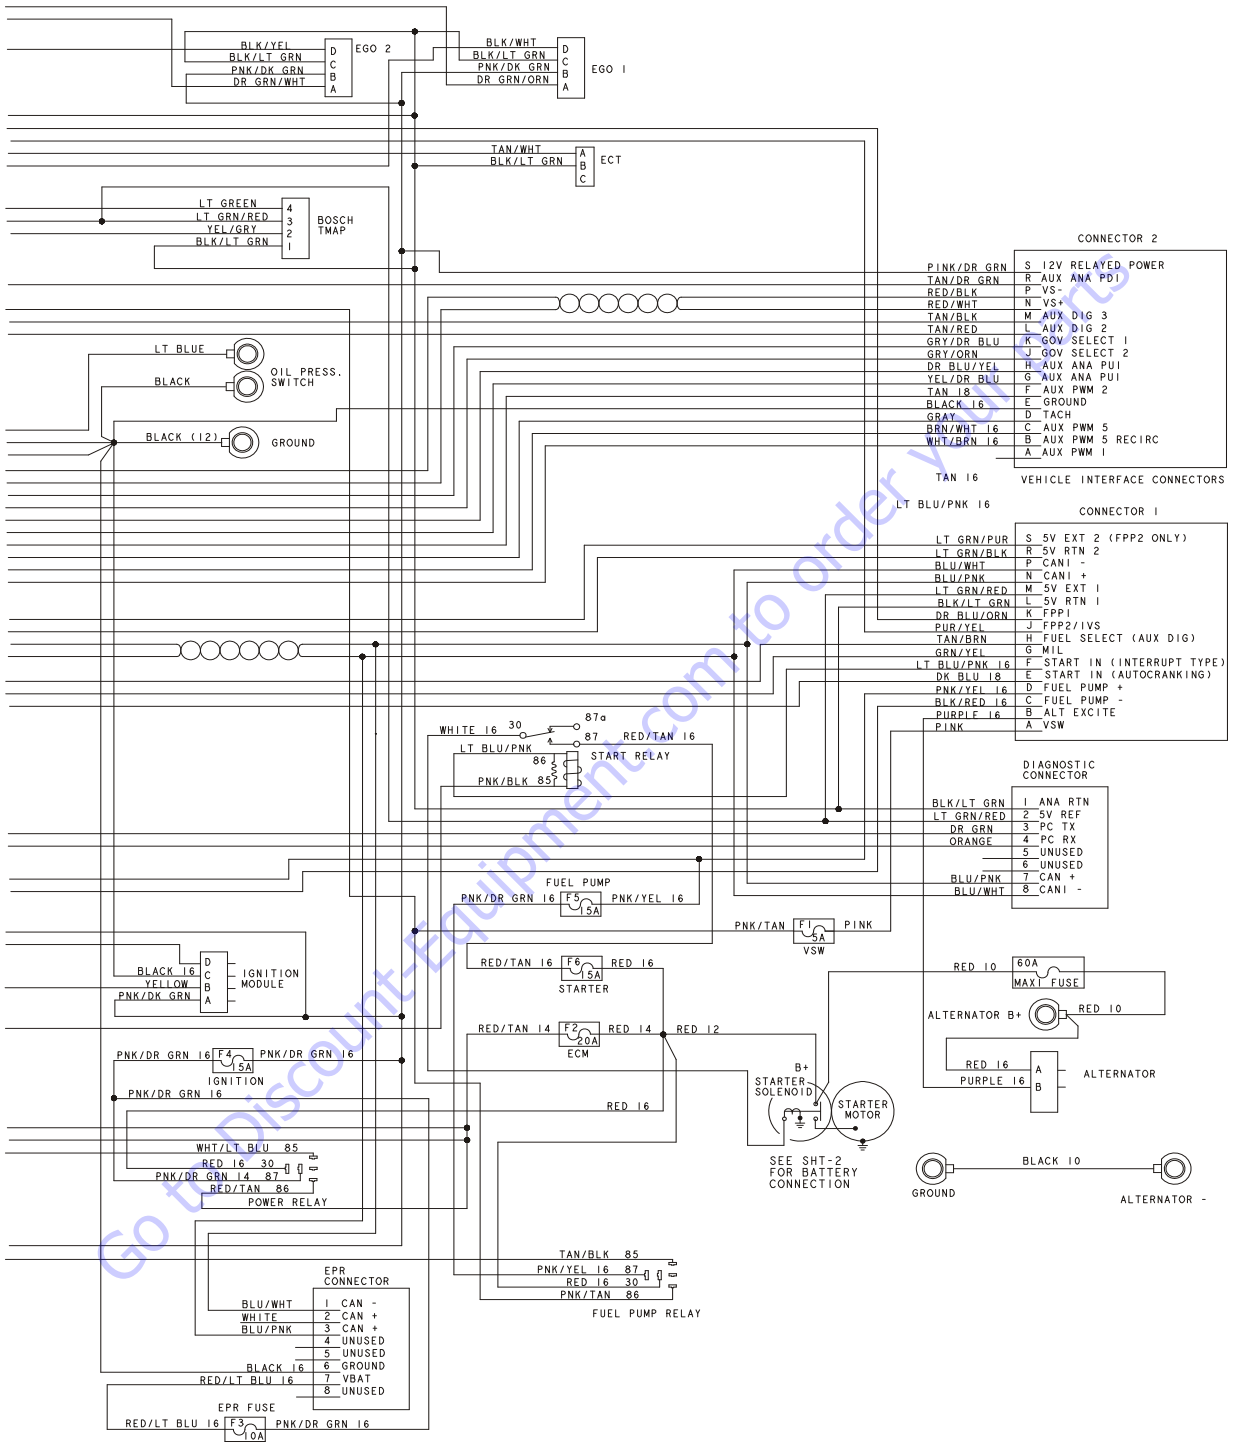 BLK/YEL D EGO 2
BLK/LT GRN C
PNK/DK GRN B
DR GRN/WHT A
BLK/WHT D
BLK/LT GRN C
PNK/DK GRN B EGO 1
DR GRN/ORN A
TAN/WHT A
BLK/LT GRN B ECT
C
LT GREEN 4
LT GRN/RED 3 BOSCH
YEL/GRY 2 TMAP
BLK/LT GRN 1
LT BLUE
OIL PRESS.
SWITCH
BLACK
BLACK (12) GROUND
CONNECTOR 2
PINK/DR GRN S 12V RELAYED POWER
TAN/DR GRN R AUX ANA PD1
RED/BLK P VS-
RED/WHT N VS+
TAN/BLK M AUX DIG 3
TAN/RED L AUX DIG 2
GRY/DR BLU K GOV SELECT 1
GRY/ORN J GOV SELECT 2
DR BLU/YEL H AUX ANA PU1
YEL/DR BLU G AUX ANA PU1
TAN 18 F AUX PWM 2
BLACK 16 E GROUND
GRAY D TACH
BRN/WHT 16 C AUX PWM 5
WHT/BRN 16 B AUX PWM 5 RECIRC
A AUX PWM 1
TAN 16 VEHICLE INTERFACE CONNECTORS
LT BLU/PNK 16
CONNECTOR 1
LT GRN/PUR S 5V EXT 2 (FPP2 ONLY)
LT GRN/BLK R 5V RTN 2
BLU/WHT P CAN1 -
BLU/PNK N CAN1 +
LT GRN/RED M 5V EXT 1
BLK/LT GRN L 5V RTN 1
DR BLU/ORN K FPP1
PUR/YEL J FPP2/IVS
TAN/BRN H FUEL SELECT (AUX DIG)
GRN/YEL G MIL
LT BLU/PNK 16 F START IN (INTERRUPT TYPE)
DK BLU 18 E START IN (AUTOCRANKING)
PNK/YEL 16 D FUEL PUMP +
BLK/RED 16 C FUEL PUMP -
PURPLE 16 B ALT EXCITE
PINK A VSW
87a
WHITE 16 30
87 RED/TAN 16
LT BLU/PNK
86 START RELAY
PNK/BLK 85
DIAGNOSTIC
CONNECTOR
BLK/LT GRN 1 ANA RTN
LT GRN/RED 2 5V REF
DR GRN 3 PC TX
ORANGE 4 PC RX
5 UNUSED
6 UNUSED
BLU/PNK 7 CAN +
BLU/WHT 8 CAN1 -
FUEL PUMP
PNK/DR GRN 16 F5 15A PNK/YEL 16
PNK/TAN F1 5A PINK
VSW
RED/TAN 16 F6 15A RED 16
STARTER
RED/TAN 14 F2 20A RED 14 RED 12
ECM
D
BLACK 16 C IGNITION
YELLOW B MODULE
PNK/DK GRN A
PNK/DR GRN 16 F4 15A PNK/DR GRN 16
IGNITION
PNK/DR GRN 16
RED 16
RED 10 60A
MAXI FUSE
ALTERNATOR B+ RED 10
RED 16 A ALTERNATOR
PURPLE 16 B
B+
STARTER
SOLENOID
STARTER
MOTOR
SEE SHT-2
FOR BATTERY
CONNECTION
BLACK 10
GROUND
ALTERNATOR -
WHT/LT BLU 85
RED 16 30
PNK/DR GRN 14 87
RED/TAN 86
POWER RELAY
TAN/BLK 85
PNK/YEL 16 87
RED 16 30
PNK/TAN 86
FUEL PUMP RELAY
EPR
CONNECTOR
BLU/WHT 1 CAN -
WHITE 2 CAN +
BLU/PNK 3 CAN +
4 UNUSED
5 UNUSED
BLACK 16 6 GROUND
RED/LT BLU 16 7 VBAT
8 UNUSED
EPR FUSE
RED/LT BLU 16 F3 10A PNK/DR GRN 16
Go to Discount-Equipment.com to order your parts